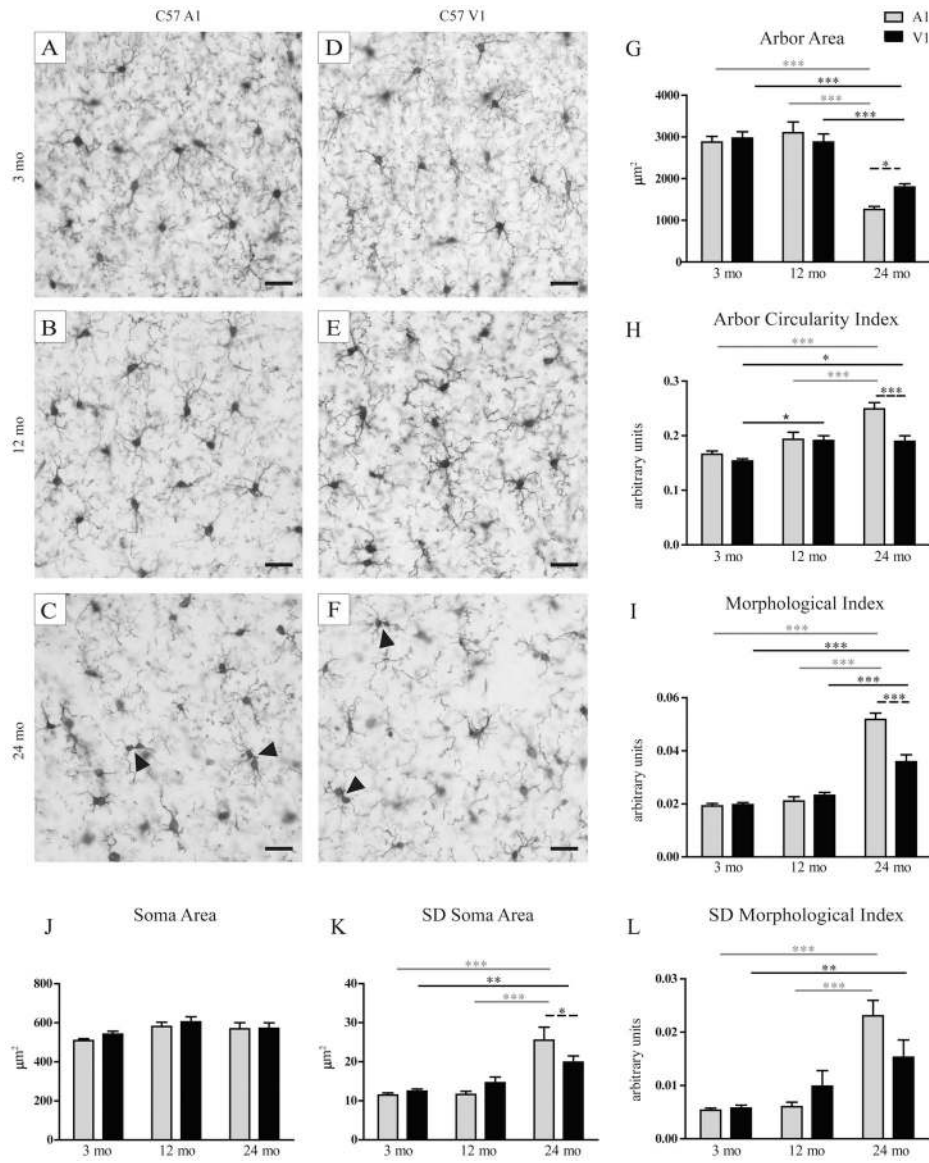 C57 A1
C57 V1
A1
V1
A
D
3 mo
B
E
12 mo
C
F
24 mo
G
Arbor Area
***
***
***
***
*
4000
3000
2000
1000
0
µm²
3 mo 12 mo 24 mo
H
Arbor Circularity Index
***
*
***
***
*
0.3
0.2
0.1
0.0
arbitrary units
3 mo 12 mo 24 mo
I
Morphological Index
***
***
***
***
***
0.06
0.04
0.02
0.00
arbitrary units
3 mo 12 mo 24 mo
J
Soma Area
800
600
400
200
0
µm²
3 mo 12 mo 24 mo
K
SD Soma Area
***
**
***
*
40
30
20
10
0
µm²
3 mo 12 mo 24 mo
L
SD Morphological Index
***
**
***
0.03
0.02
0.01
0.00
arbitrary units
3 mo 12 mo 24 mo